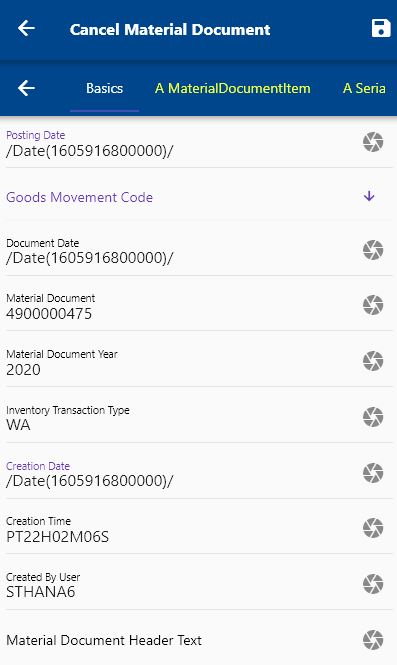 Cancel Material Document
Basics A MaterialDocumentItem A Seria
Posting Date
/Date(1605916800000)/
Goods Movement Code
Document Date
/Date(1605916800000)/
Material Document
4900000475
Material Document Year
2020
Inventory Transaction Type
WA
Creation Date
/Date(1605916800000)/
Creation Time
PT22H02M06S
Created By User
STHANA6
Material Document Header Text